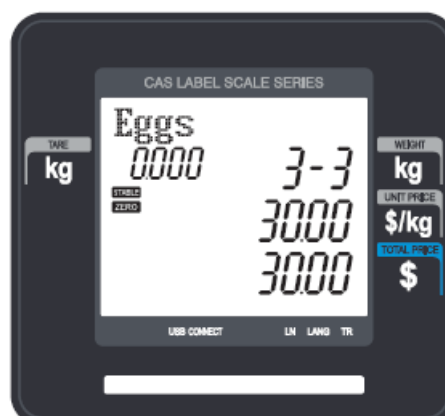 CAS LABEL SCALE SERIES
Eggs
TARE
kg
0.000
3-3
WEIGHT
kg
STABLE
ZERO
30.00
UNIT PRICE
$/kg
30.00
TOTAL PRICE
$
USB CONNECT LN LANG TR